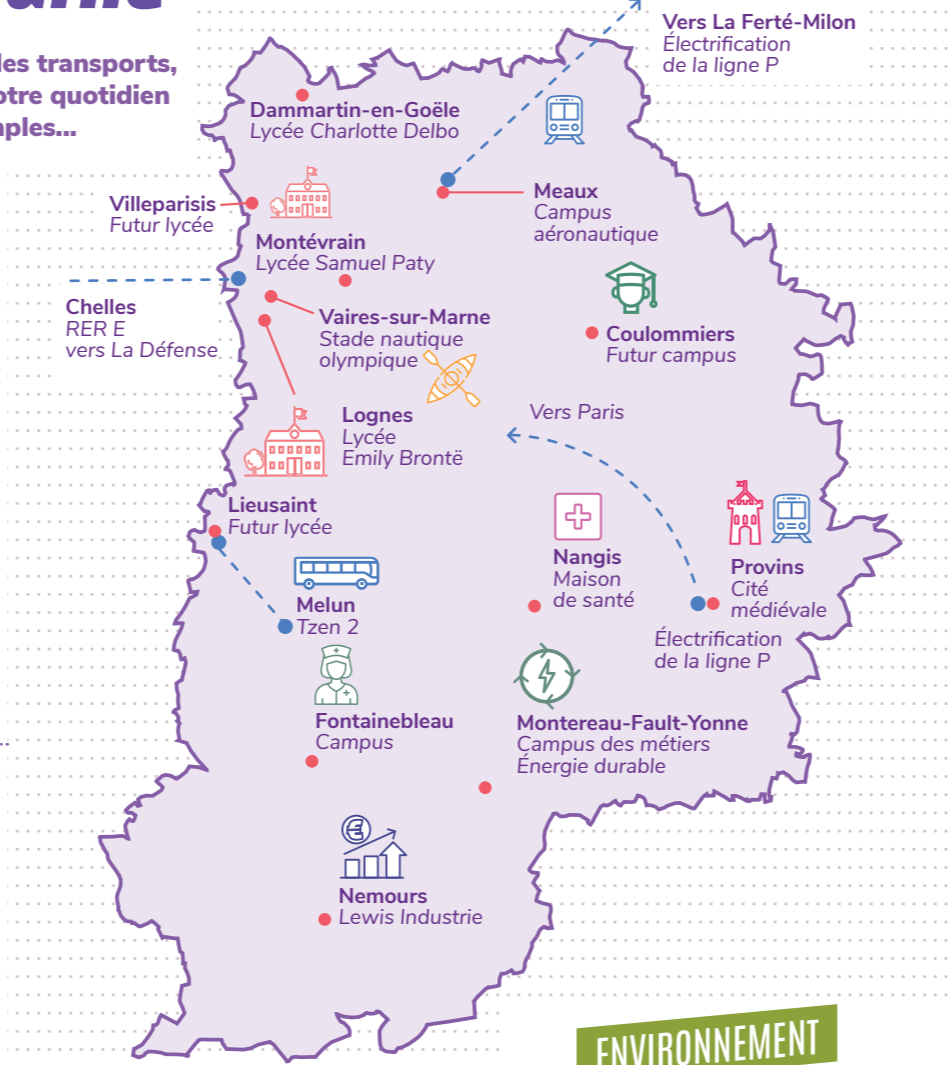 des transports,
otre quotidien
Vers La Ferté-Milon
Électrification
de la ligne P
Dammartin-en-Goële
Lycée Charlotte Delbo
Villeparisis
Futur lycée
Meaux
Campus
aéronautique
Montévrain
Lycée Samuel Paty
Chelles
RER E
vers La Défense
Vaires-sur-Marne
Stade nautique
olympique
Coulommiers
Futur campus
Vers Paris
Lognes
Lycée
Emily Brontë
Lieusaint
Futur lycée
Nangis
Maison
de santé
Provins
Cité
médiévale
Électrification
de la ligne P
Melun
Tzen 2
Fontainebleau
Campus
Montereau-Fault-Yonne
Campus des métiers
Énergie durable
Nemours
Lewis Industrie
ENVIRONNEMENT